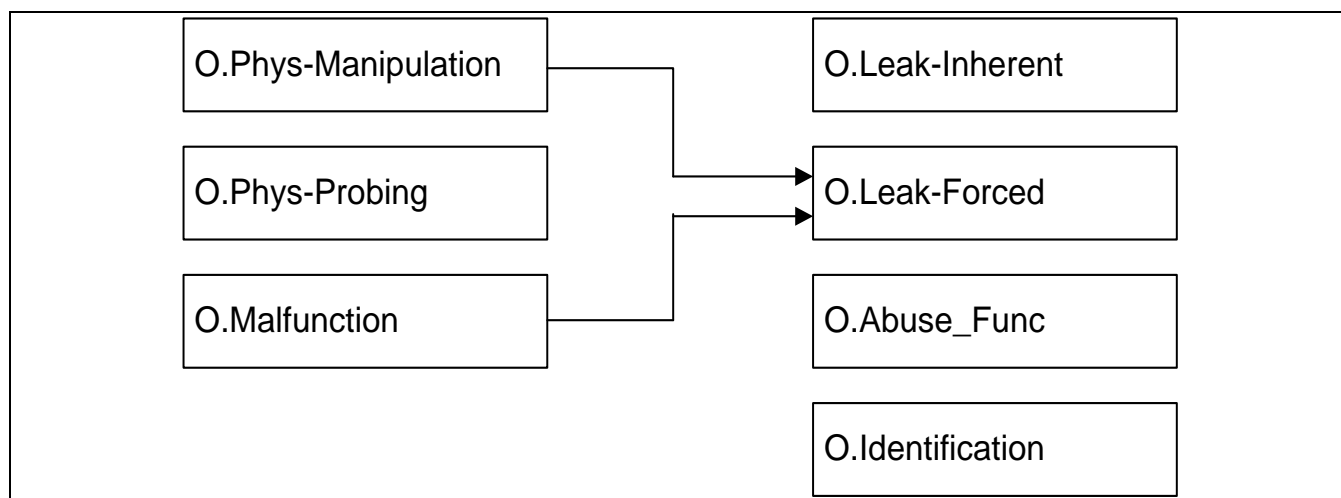 O.Phys-Manipulation
O.Leak-Inherent
O.Phys-Probing
O.Leak-Forced
O.Malfunction
O.Abuse_Func
O.Identification